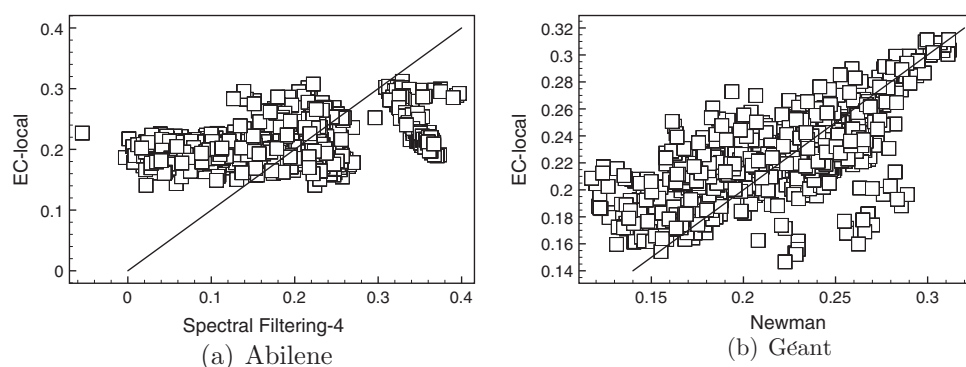 0.4
0.3
0.2
0.1
0
EC-local
0 0.1 0.2 0.3 0.4
Spectral Filtering-4
(a) Abilene
0.32
0.3
0.28
0.26
0.24
0.22
0.2
0.18
0.16
0.14
EC-local
0.15 0.2 0.25 0.3
Newman
(b) Géant